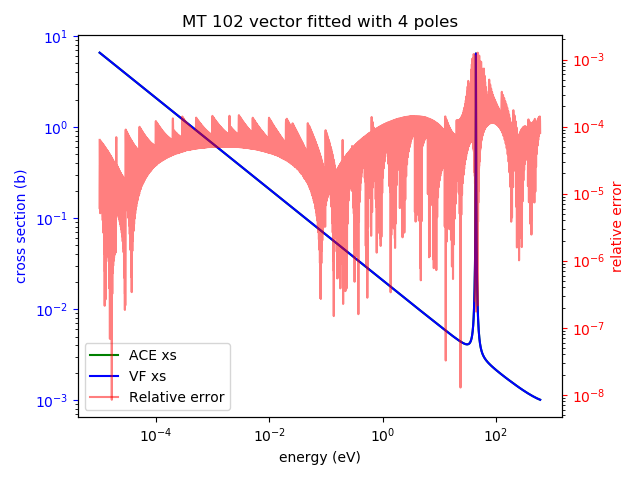 MT 102 vector fitted with 4 poles
cross section (b)
10^1
10^0
10^-1
10^-2
10^-3
10^-3
10^-4
10^-5
10^-6
10^-7
10^-8
relative error
ACE xs
VF xs
Relative error
10^-4 10^-2 10^0 10^2
energy (eV)